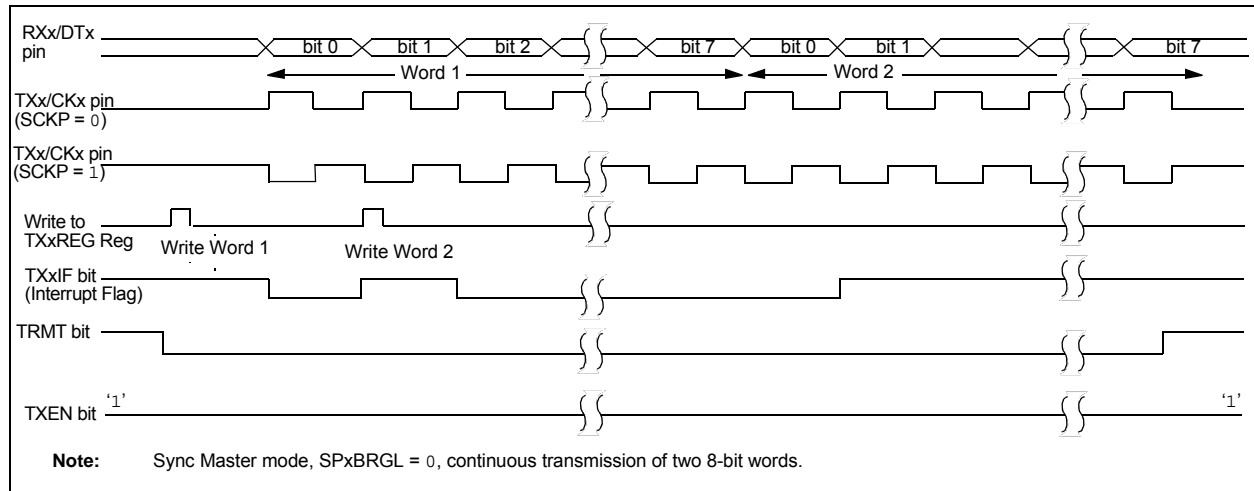 RXx/DTx
pin
bit 0 bit 1 bit 2 bit 7 bit 0 bit 1 bit 7
Word 1 Word 2
TXx/CKx pin
(SCKP = 0)
TXx/CKx pin
(SCKP = 1)
Write to
TXxREG Reg
Write Word 1 Write Word 2
TXxIF bit
(Interrupt Flag)
TRMT bit
‘1’ ‘1’
TXEN bit
Note: Sync Master mode, SPxBRGL = 0, continuous transmission of two 8-bit words.